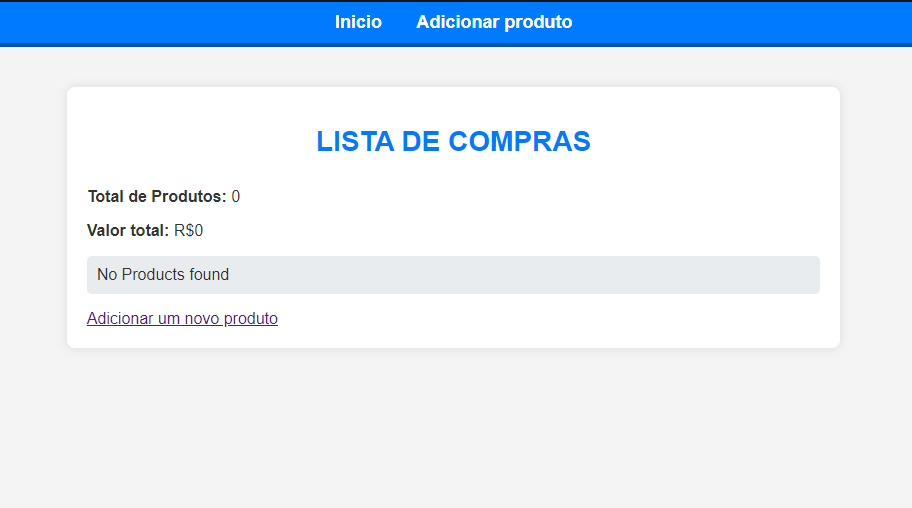 Inicio Adicionar produto
LISTA DE COMPRAS
Total de Produtos: 0
Valor total: R$0
No Products found
Adicionar um novo produto